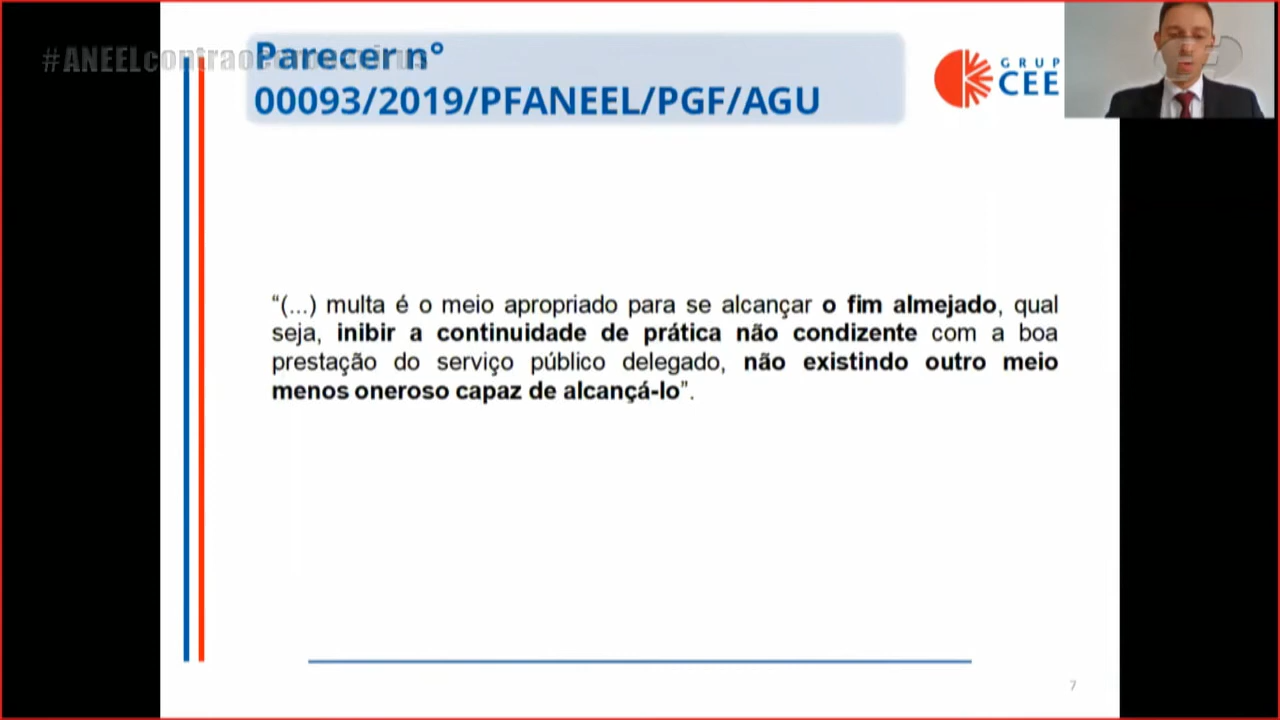 Parecer n°
00093/2019/PFANEEL/PGF/AGU
GRUP
CEE
“(...) multa é o meio apropriado para se alcançar o fim almejado, qual
seja, inibir a continuidade de prática não condizente com a boa
prestação do serviço público delegado, não existindo outro meio
menos oneroso capaz de alcançá-lo”.
7